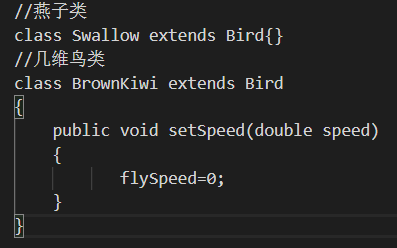 //燕子类
class Swallow extends Bird{}
//几维鸟类
class BrownKiwi extends Bird
{
    public void setSpeed(double speed)
    {
        flySpeed=0;
    }
}